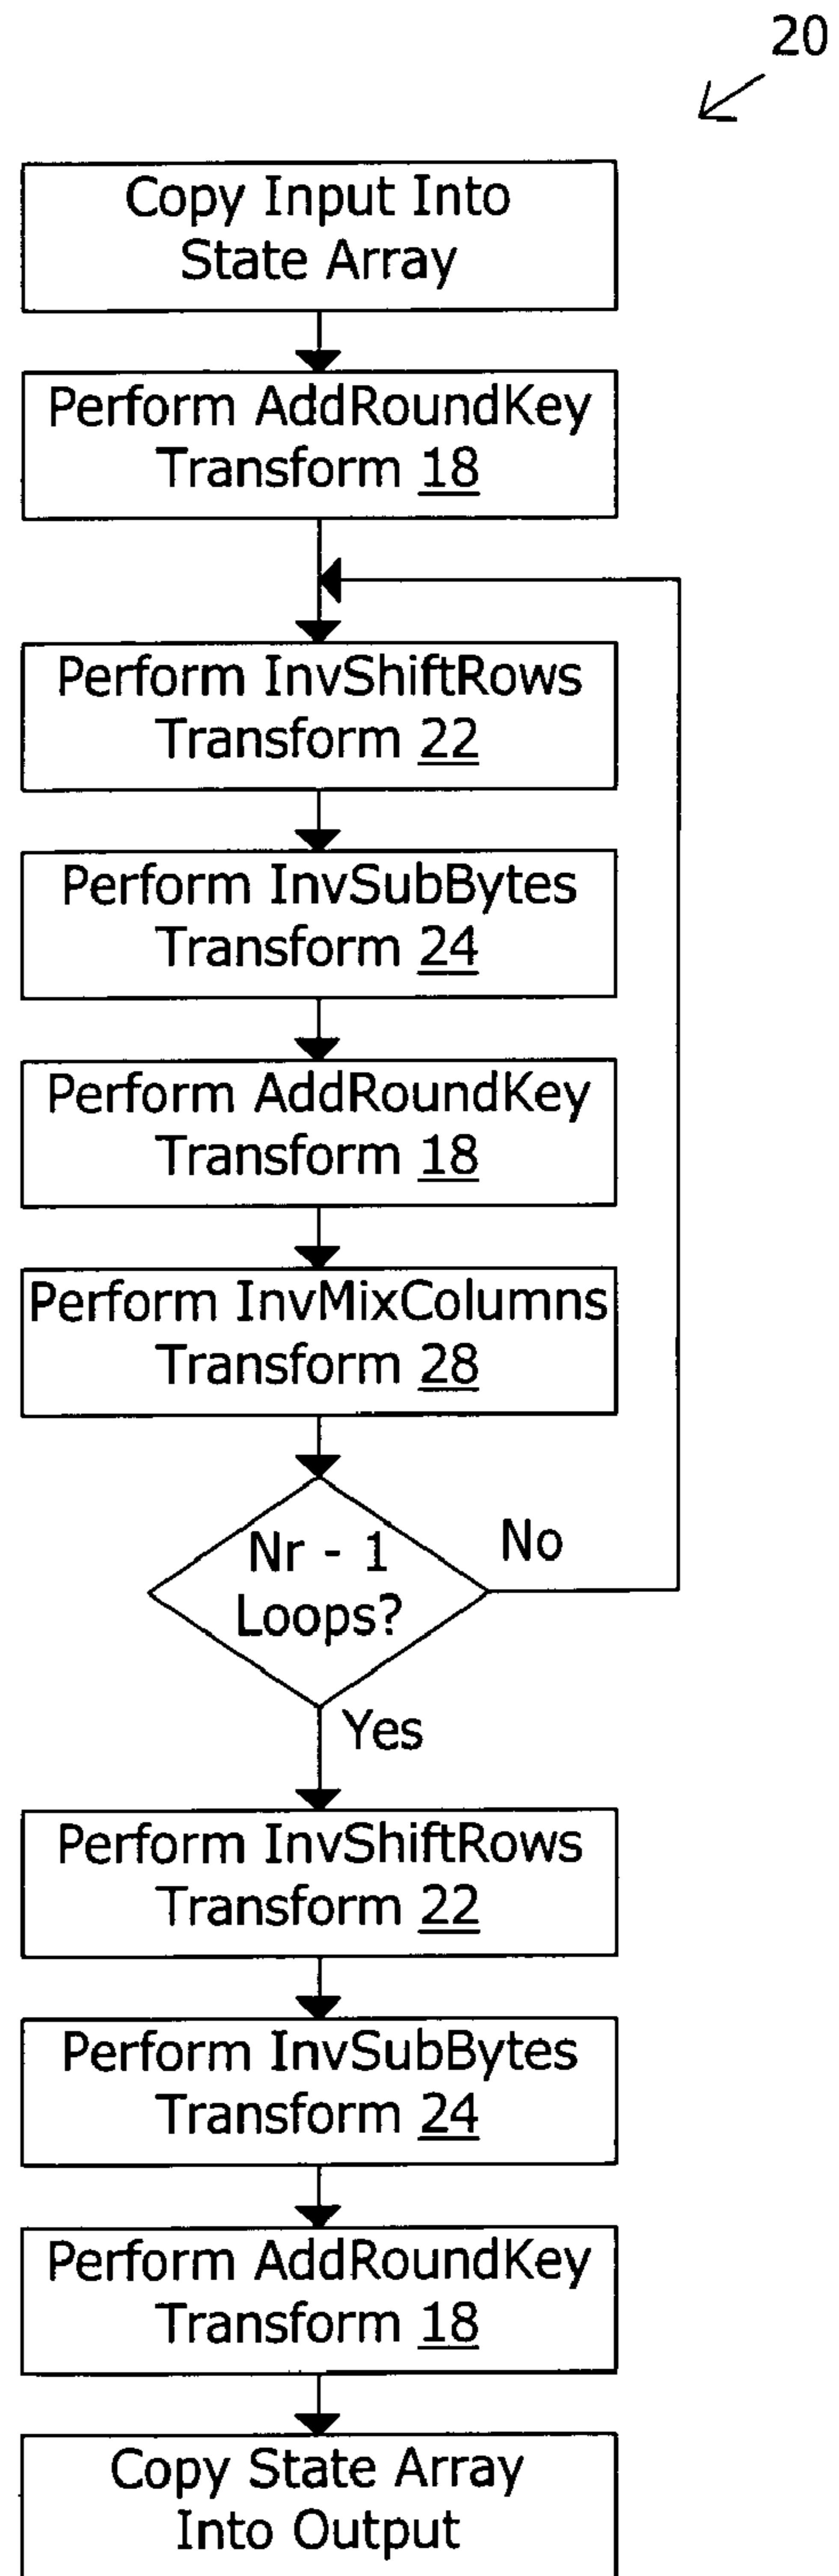 20
Copy Input Into
State Array
Perform AddRoundKey
Transform 18
Perform InvShiftRows
Transform 22
Perform InvSubBytes
Transform 24
Perform AddRoundKey
Transform 18
Perform InvMixColumns
Transform 28
Nr - 1
Loops?
No
Yes
Perform InvShiftRows
Transform 22
Perform InvSubBytes
Transform 24
Perform AddRoundKey
Transform 18
Copy State Array
Into Output